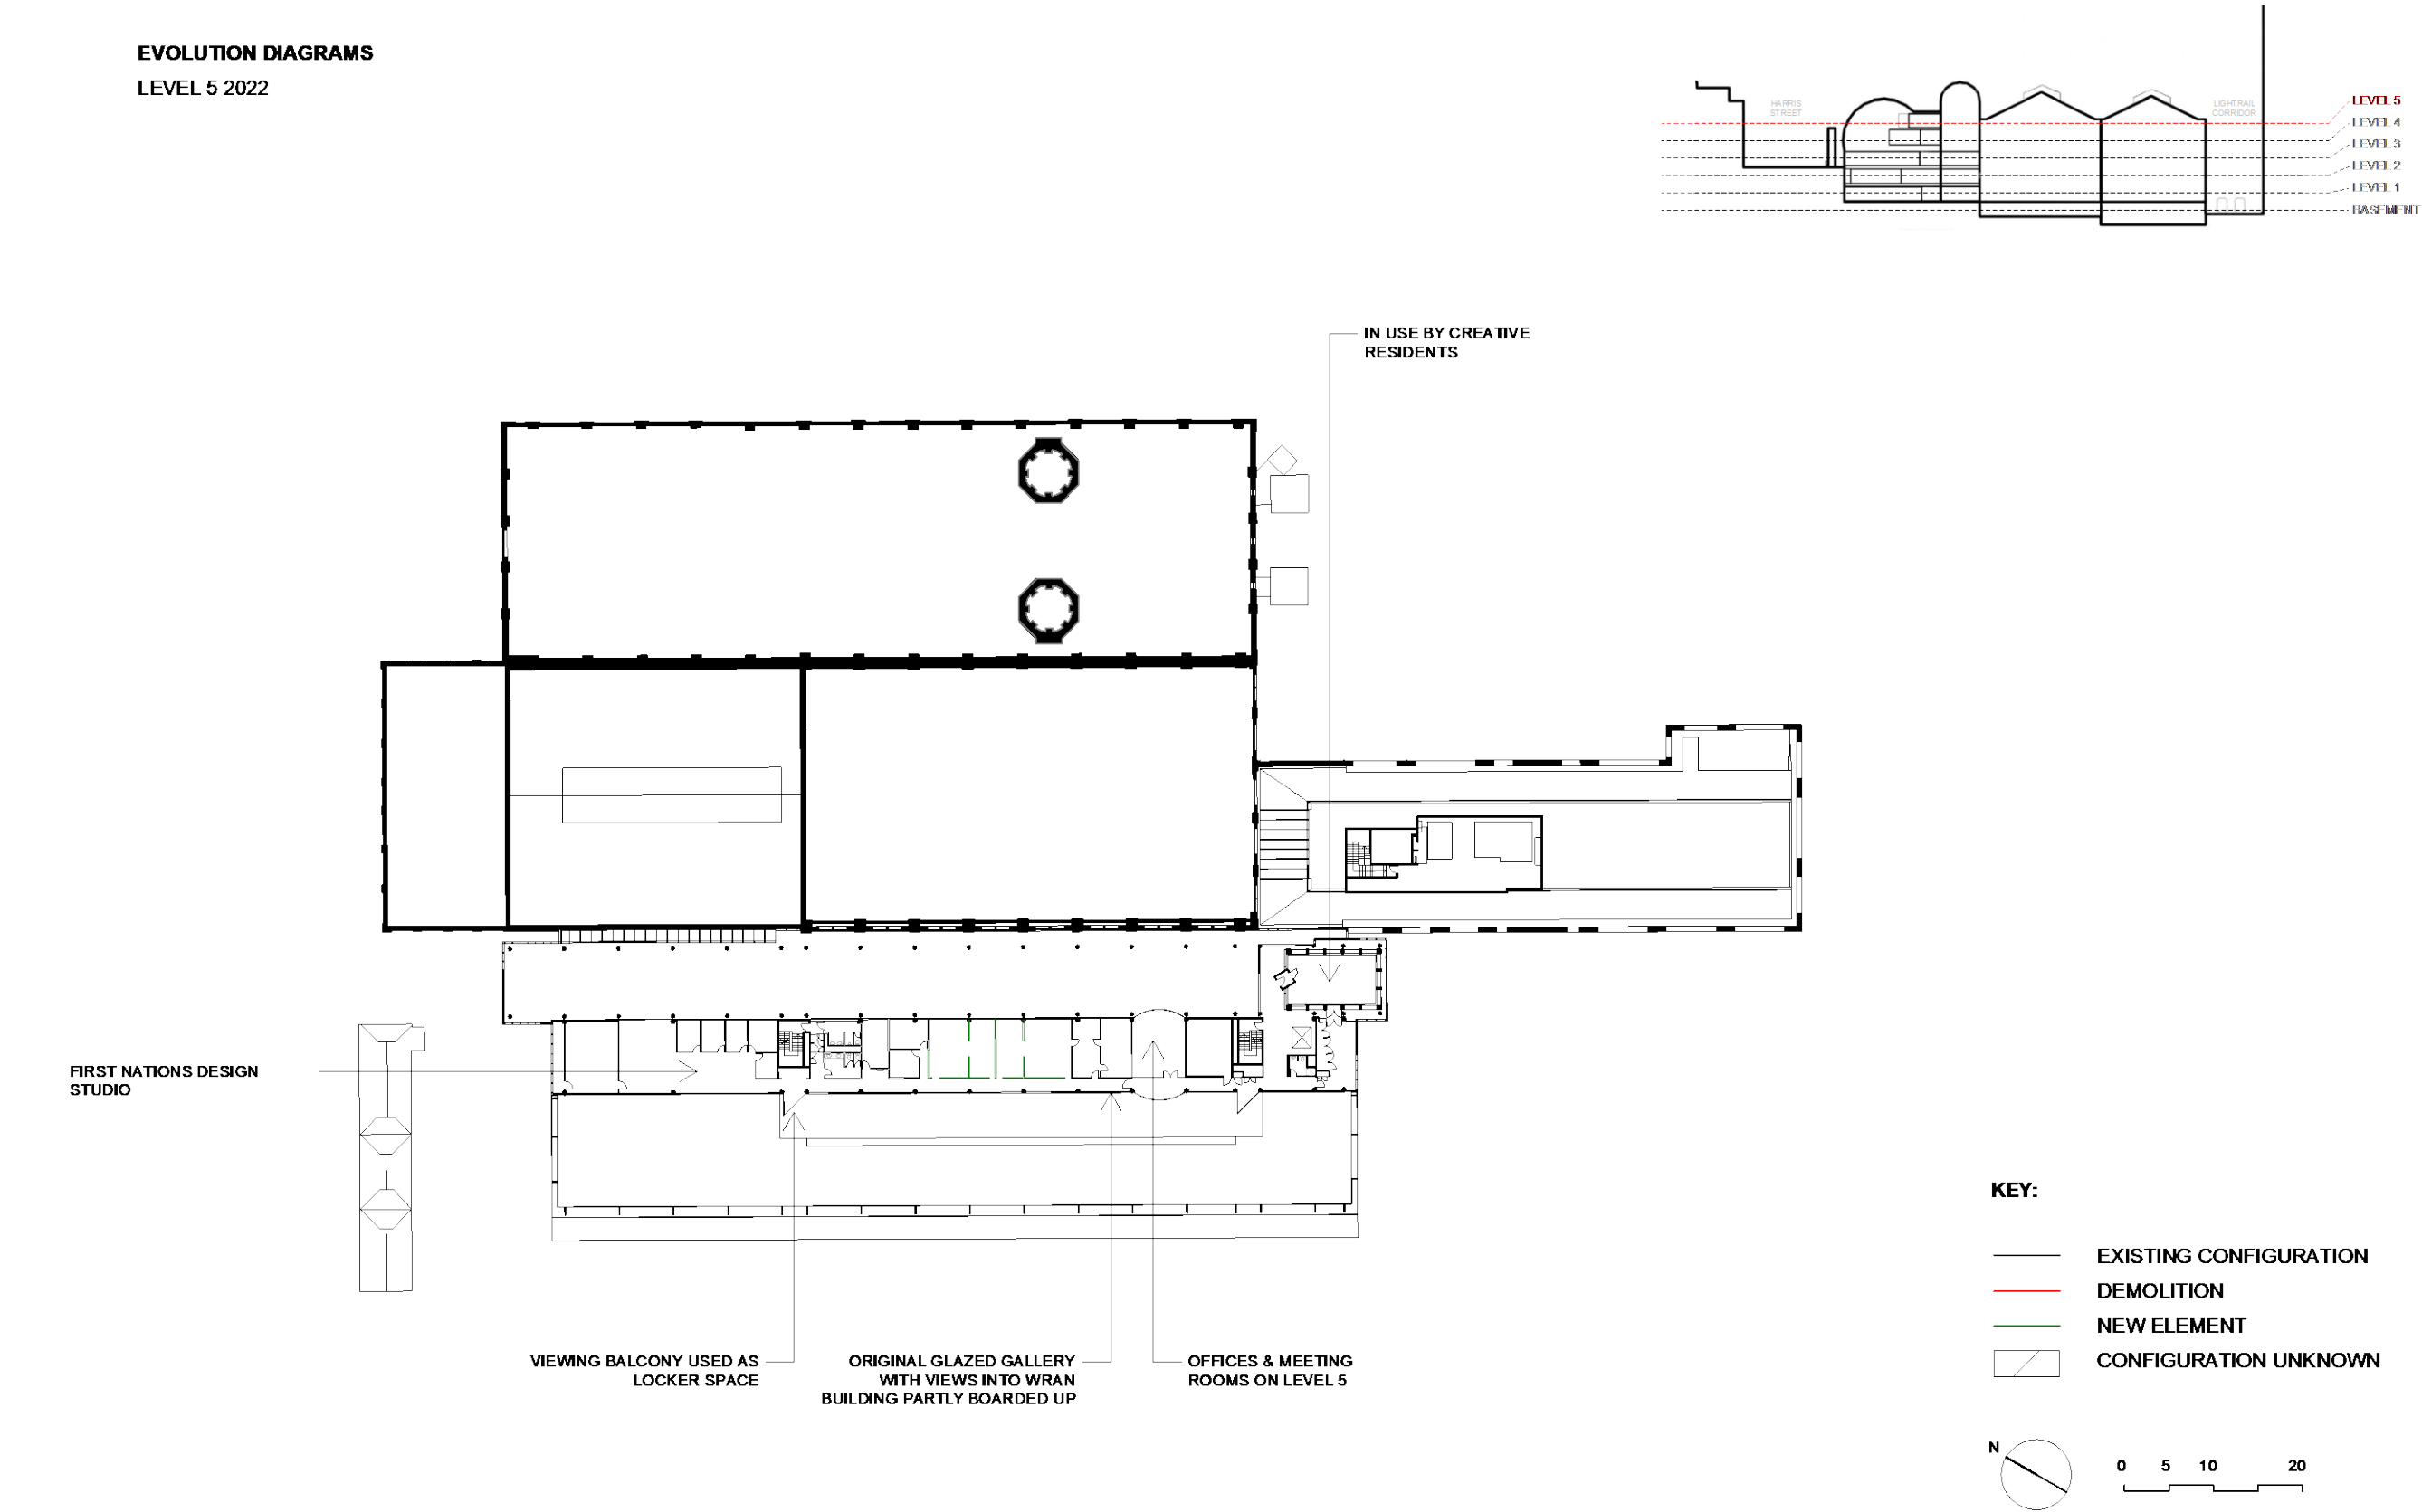 EVOLUTION DIAGRAMS
LEVEL 5 2022
HARRIS
STREET
LIGHTRAIL
CORRIDOR
LEVEL 5
LEVEL 4
LEVEL 3
LEVEL 2
LEVEL 1
BASEMENT
IN USE BY CREATIVE
RESIDENTS
FIRST NATIONS DESIGN
STUDIO
VIEWING BALCONY USED AS
LOCKER SPACE
ORIGINAL GLAZED GALLERY
WITH VIEWS INTO WRAN
BUILDING PARTLY BOARDED UP
OFFICES & MEETING
ROOMS ON LEVEL 5
KEY:
EXISTING CONFIGURATION
DEMOLITION
NEW ELEMENT
CONFIGURATION UNKNOWN
N
0 5 10 20